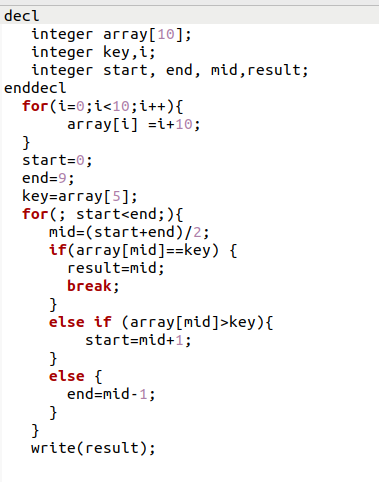 decl
   integer array[10];
   integer key,i;
   integer start, end, mid,result;
enddecl
  for(i=0;i<10;i++){
       array[i] =i+10;
  }
  start=0;
  end=9;
  key=array[5];
  for(; start<end;){
     mid=(start+end)/2;
     if(array[mid]==key) {
       result=mid;
       break;
     }
     else if (array[mid]>key){
         start=mid+1;
     }
     else {
       end=mid-1;
     }
   }
   write(result);